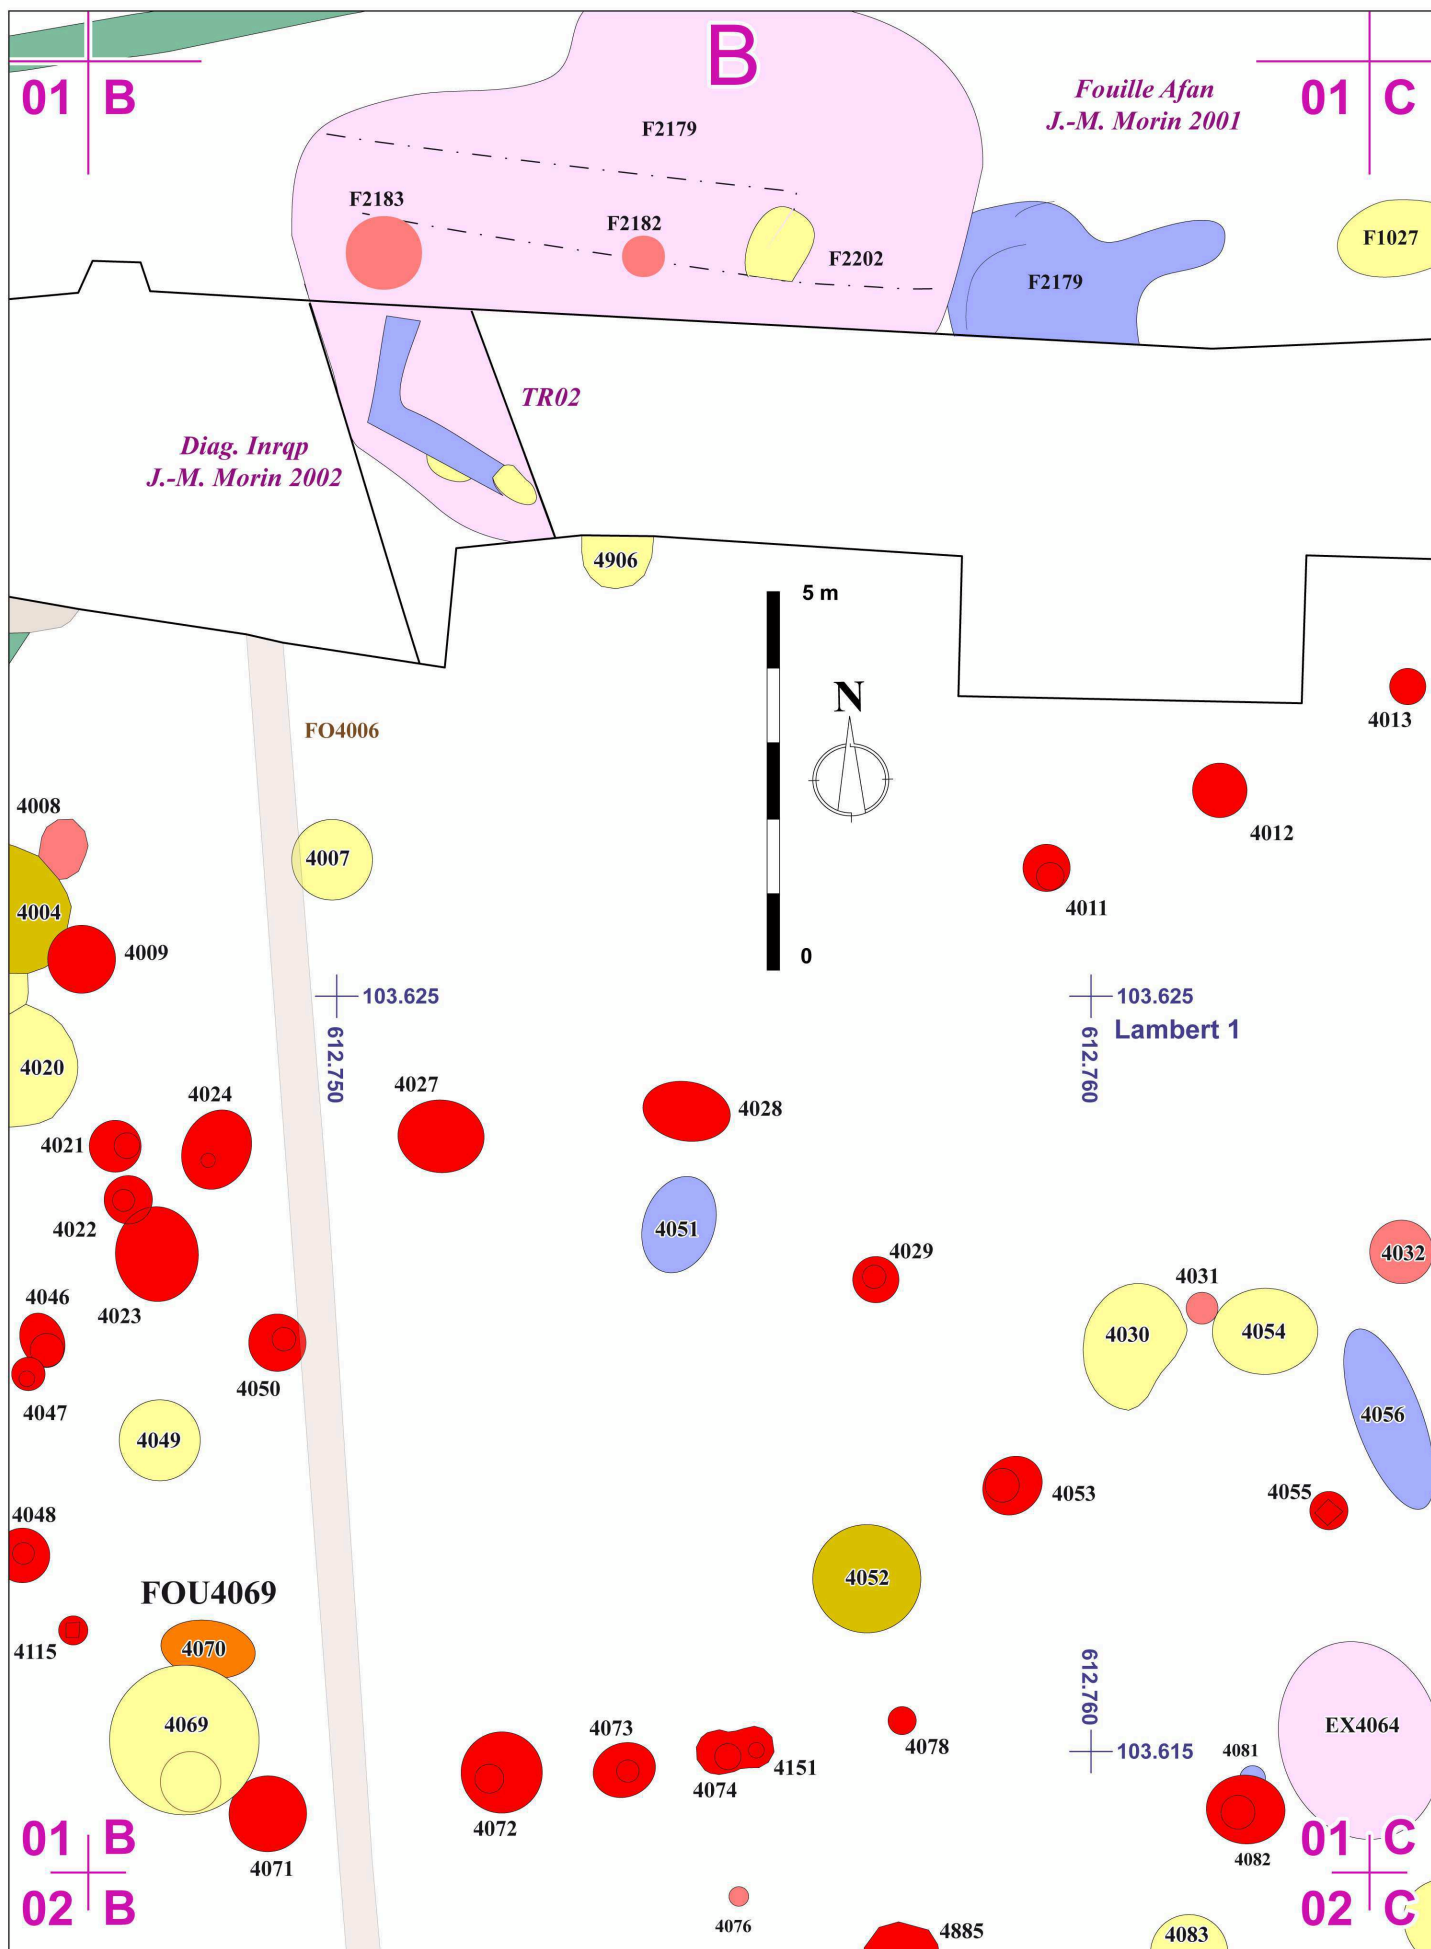 B
01 B
Fouille Afan
J.-M. Morin 2001
01 C
F2179
F2183
F2182
F2202
F1027
F2179
TR02
Diag. Inrqp
J.-M. Morin 2002
4906
5 m
N
4013
FO4006
4008
4012
4007
4011
4004
4009
0
103.625
103.625
612.750
612.760
Lambert 1
4020
4024
4027
4028
4021
4022
4051
4029
4032
4031
4046
4023
4030
4054
4050
4047
4056
4049
4053
4055
4048
4052
FOU4069
4115
4070
612.760
4069
4073
4078
EX4064
103.615
4081
4151
4074
4072
01 B
01 C
4082
4071
02 B
02 C
4076
4885
4083